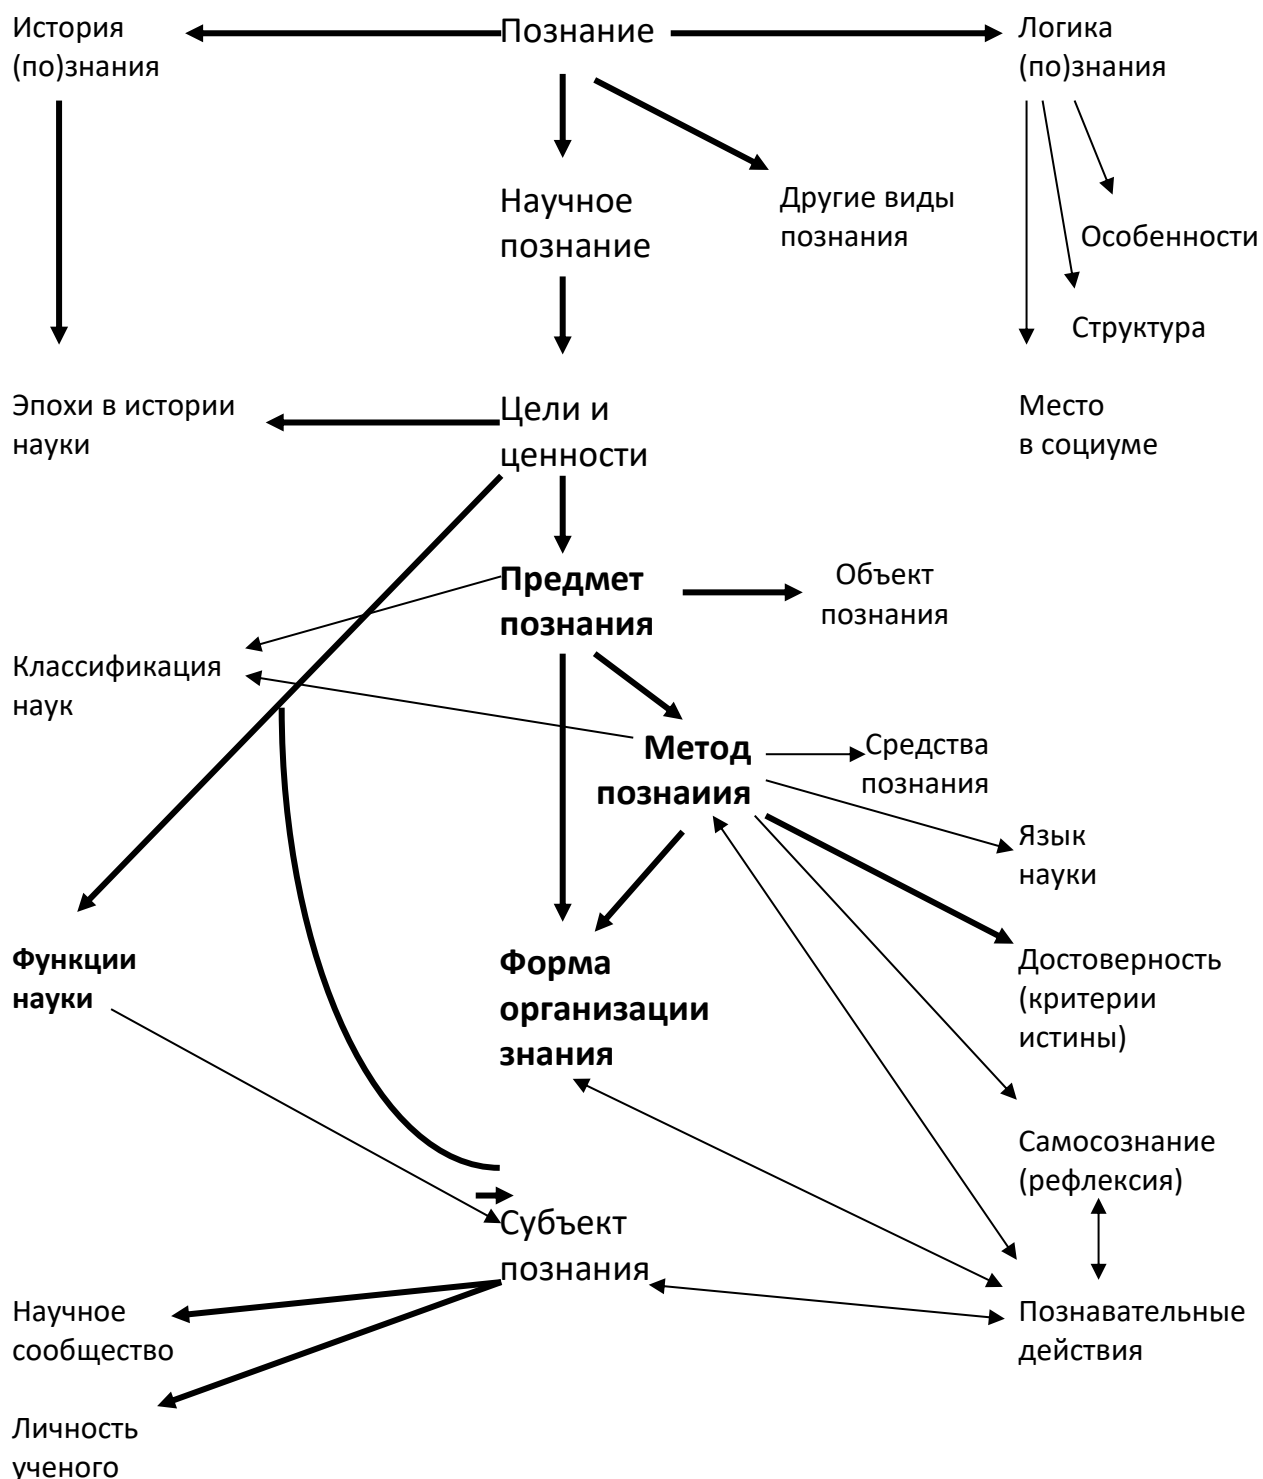 История
(по)знания
Познание
Логика
(по)знания
Научное
познание
Другие виды
познания
Особенности
Структура
Эпохи в истории
науки
Цели и
ценности
Место
в социуме
Предмет
познания
Объект
познания
Классификация
наук
Метод
познаиия
Средства
познания
Язык
науки
Функции
науки
Форма
организации
знания
Достоверность
(критерии
истины)
Самосознание
(рефлексия)
Субъект
познания
Научное
сообщество
Познавательные
действия
Личность
ученого